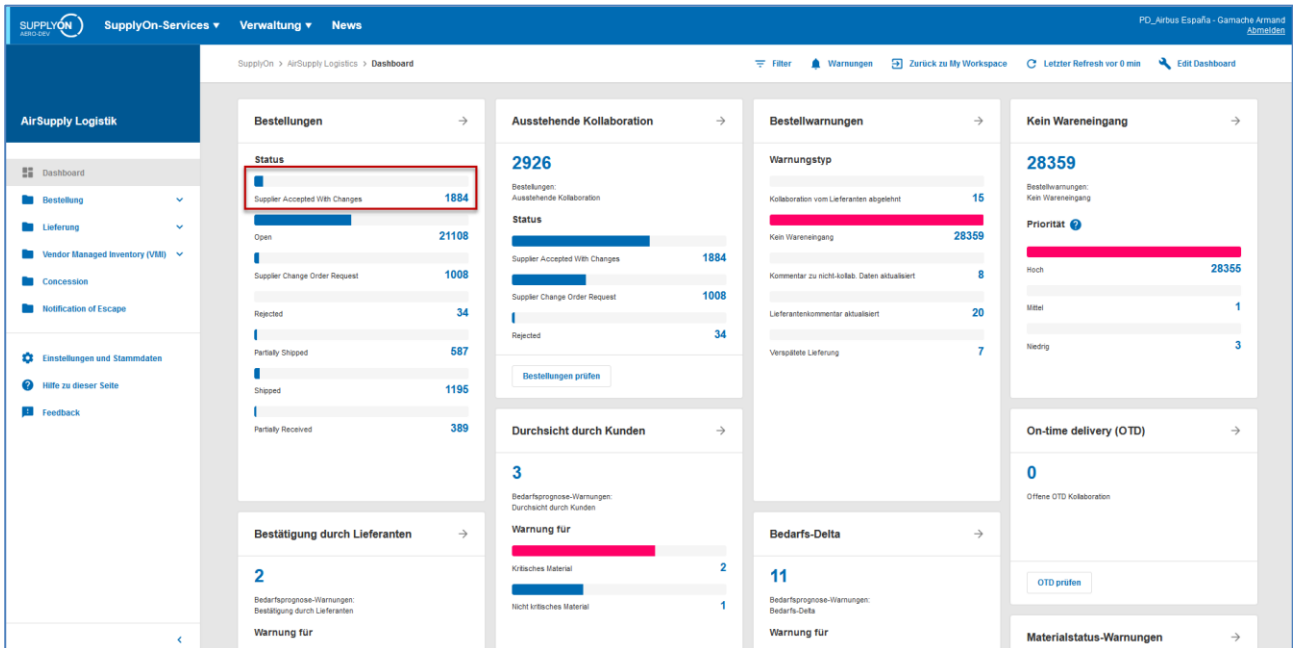 SUPPLYON
AERO-DEV
SupplyOn-Services
Verwaltung
News
PD_Airbus España - Gamache Armand
Abmelden
SupplyOn > AirSupply Logistics > Dashboard
Filter
Warnungen
Zurück zu My Workspace
Letzter Refresh vor 0 min
Edit Dashboard
AirSupply Logistik
Dashboard
Bestellung
Lieferung
Vendor Managed Inventory (VMI)
Concession
Notification of Escape
Einstellungen und Stammdaten
Hilfe zu dieser Seite
Feedback
Bestellungen
Status
Supplier Accepted With Changes 1884
Open 21108
Supplier Change Order Request 1008
Rejected 34
Partially Shipped 587
Shipped 1195
Partially Received 389
Ausstehende Kollaboration
2926
Bestellungen:
Ausstehende Kollaboration
Status
Supplier Accepted With Changes 1884
Supplier Change Order Request 1008
Rejected 34
Bestellungen prüfen
Bestellwarnungen
Warnungstyp
Kollaboration vom Lieferanten abgelehnt 15
Kein Wareneingang 28359
Kommentar zu nicht-kollab. Daten aktualisiert 8
Lieferantenkommentar aktualisiert 20
Verspätete Lieferung 7
Kein Wareneingang
28359
Bestellwarnungen:
Kein Wareneingang
Priorität
Hoch 28355
Mittel 1
Niedrig 3
Durchsicht durch Kunden
3
Bedarfsprognose-Warnungen:
Durchsicht durch Kunden
Warnung für
Kritisches Material 2
Nicht kritisches Material 1
On-time delivery (OTD)
0
Offene OTD Kollaboration
OTD prüfen
Bestätigung durch Lieferanten
2
Bedarfsprognose-Warnungen:
Bestätigung durch Lieferanten
Warnung für
Bedarfs-Delta
11
Bedarfsprognose-Warnungen:
Bedarfs-Delta
Warnung für
Materialstatus-Warnungen